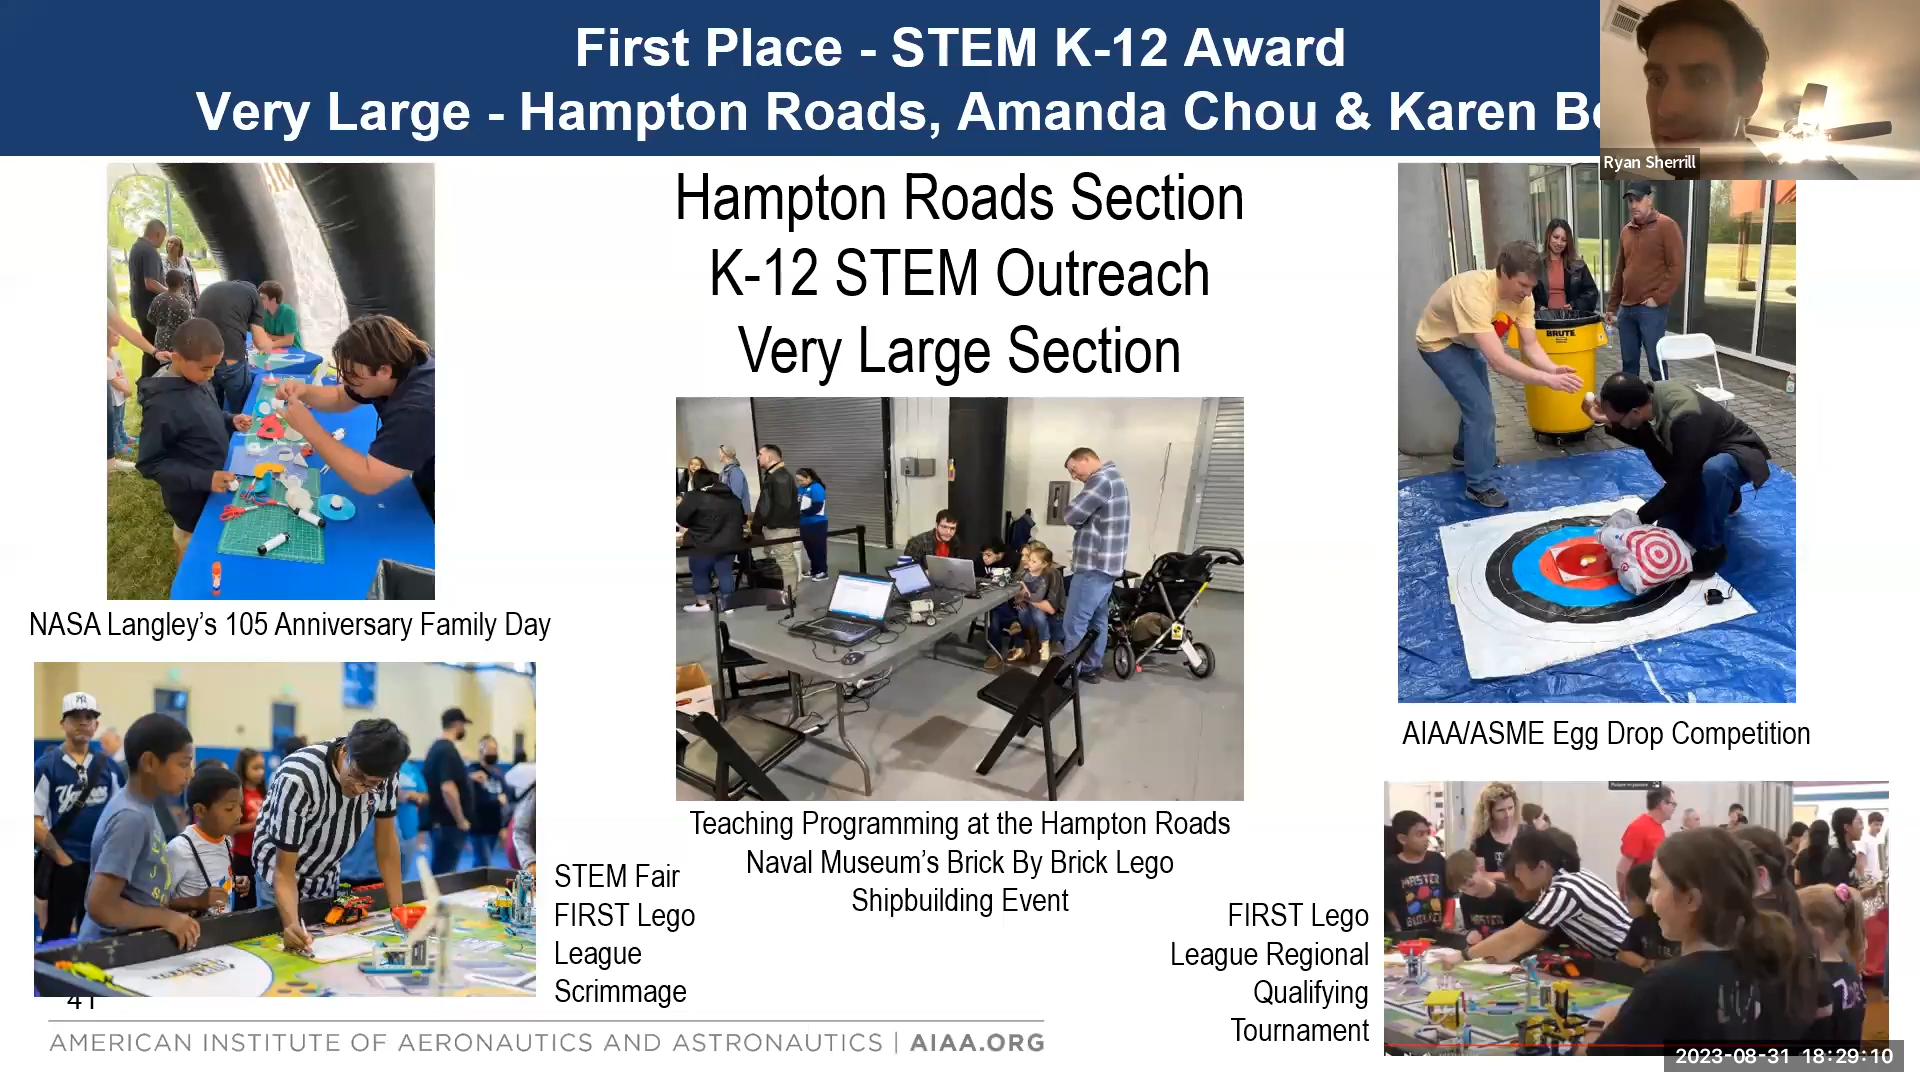 First Place - STEM K-12 Award
Very Large - Hampton Roads, Amanda Chou & Karen
Ryan Sherrill
Hampton Roads Section
K-12 STEM Outreach
Very Large Section
BRUTE
NASA Langley's 105 Anniversary Family Day
AIAA/ASME Egg Drop Competition
Teaching Programming at the Hampton Roads
Naval Museum's Brick By Brick Lego
Shipbuilding Event
STEM Fair
FIRST Lego
League
Scrimmage
FIRST Lego
League Regional
Qualifying
Tournament
MASTER
41
AMERICAN INSTITUTE OF AERONAUTICS AND ASTRONAUTICS | AIAA.ORG
2023-08-31 18:29:10